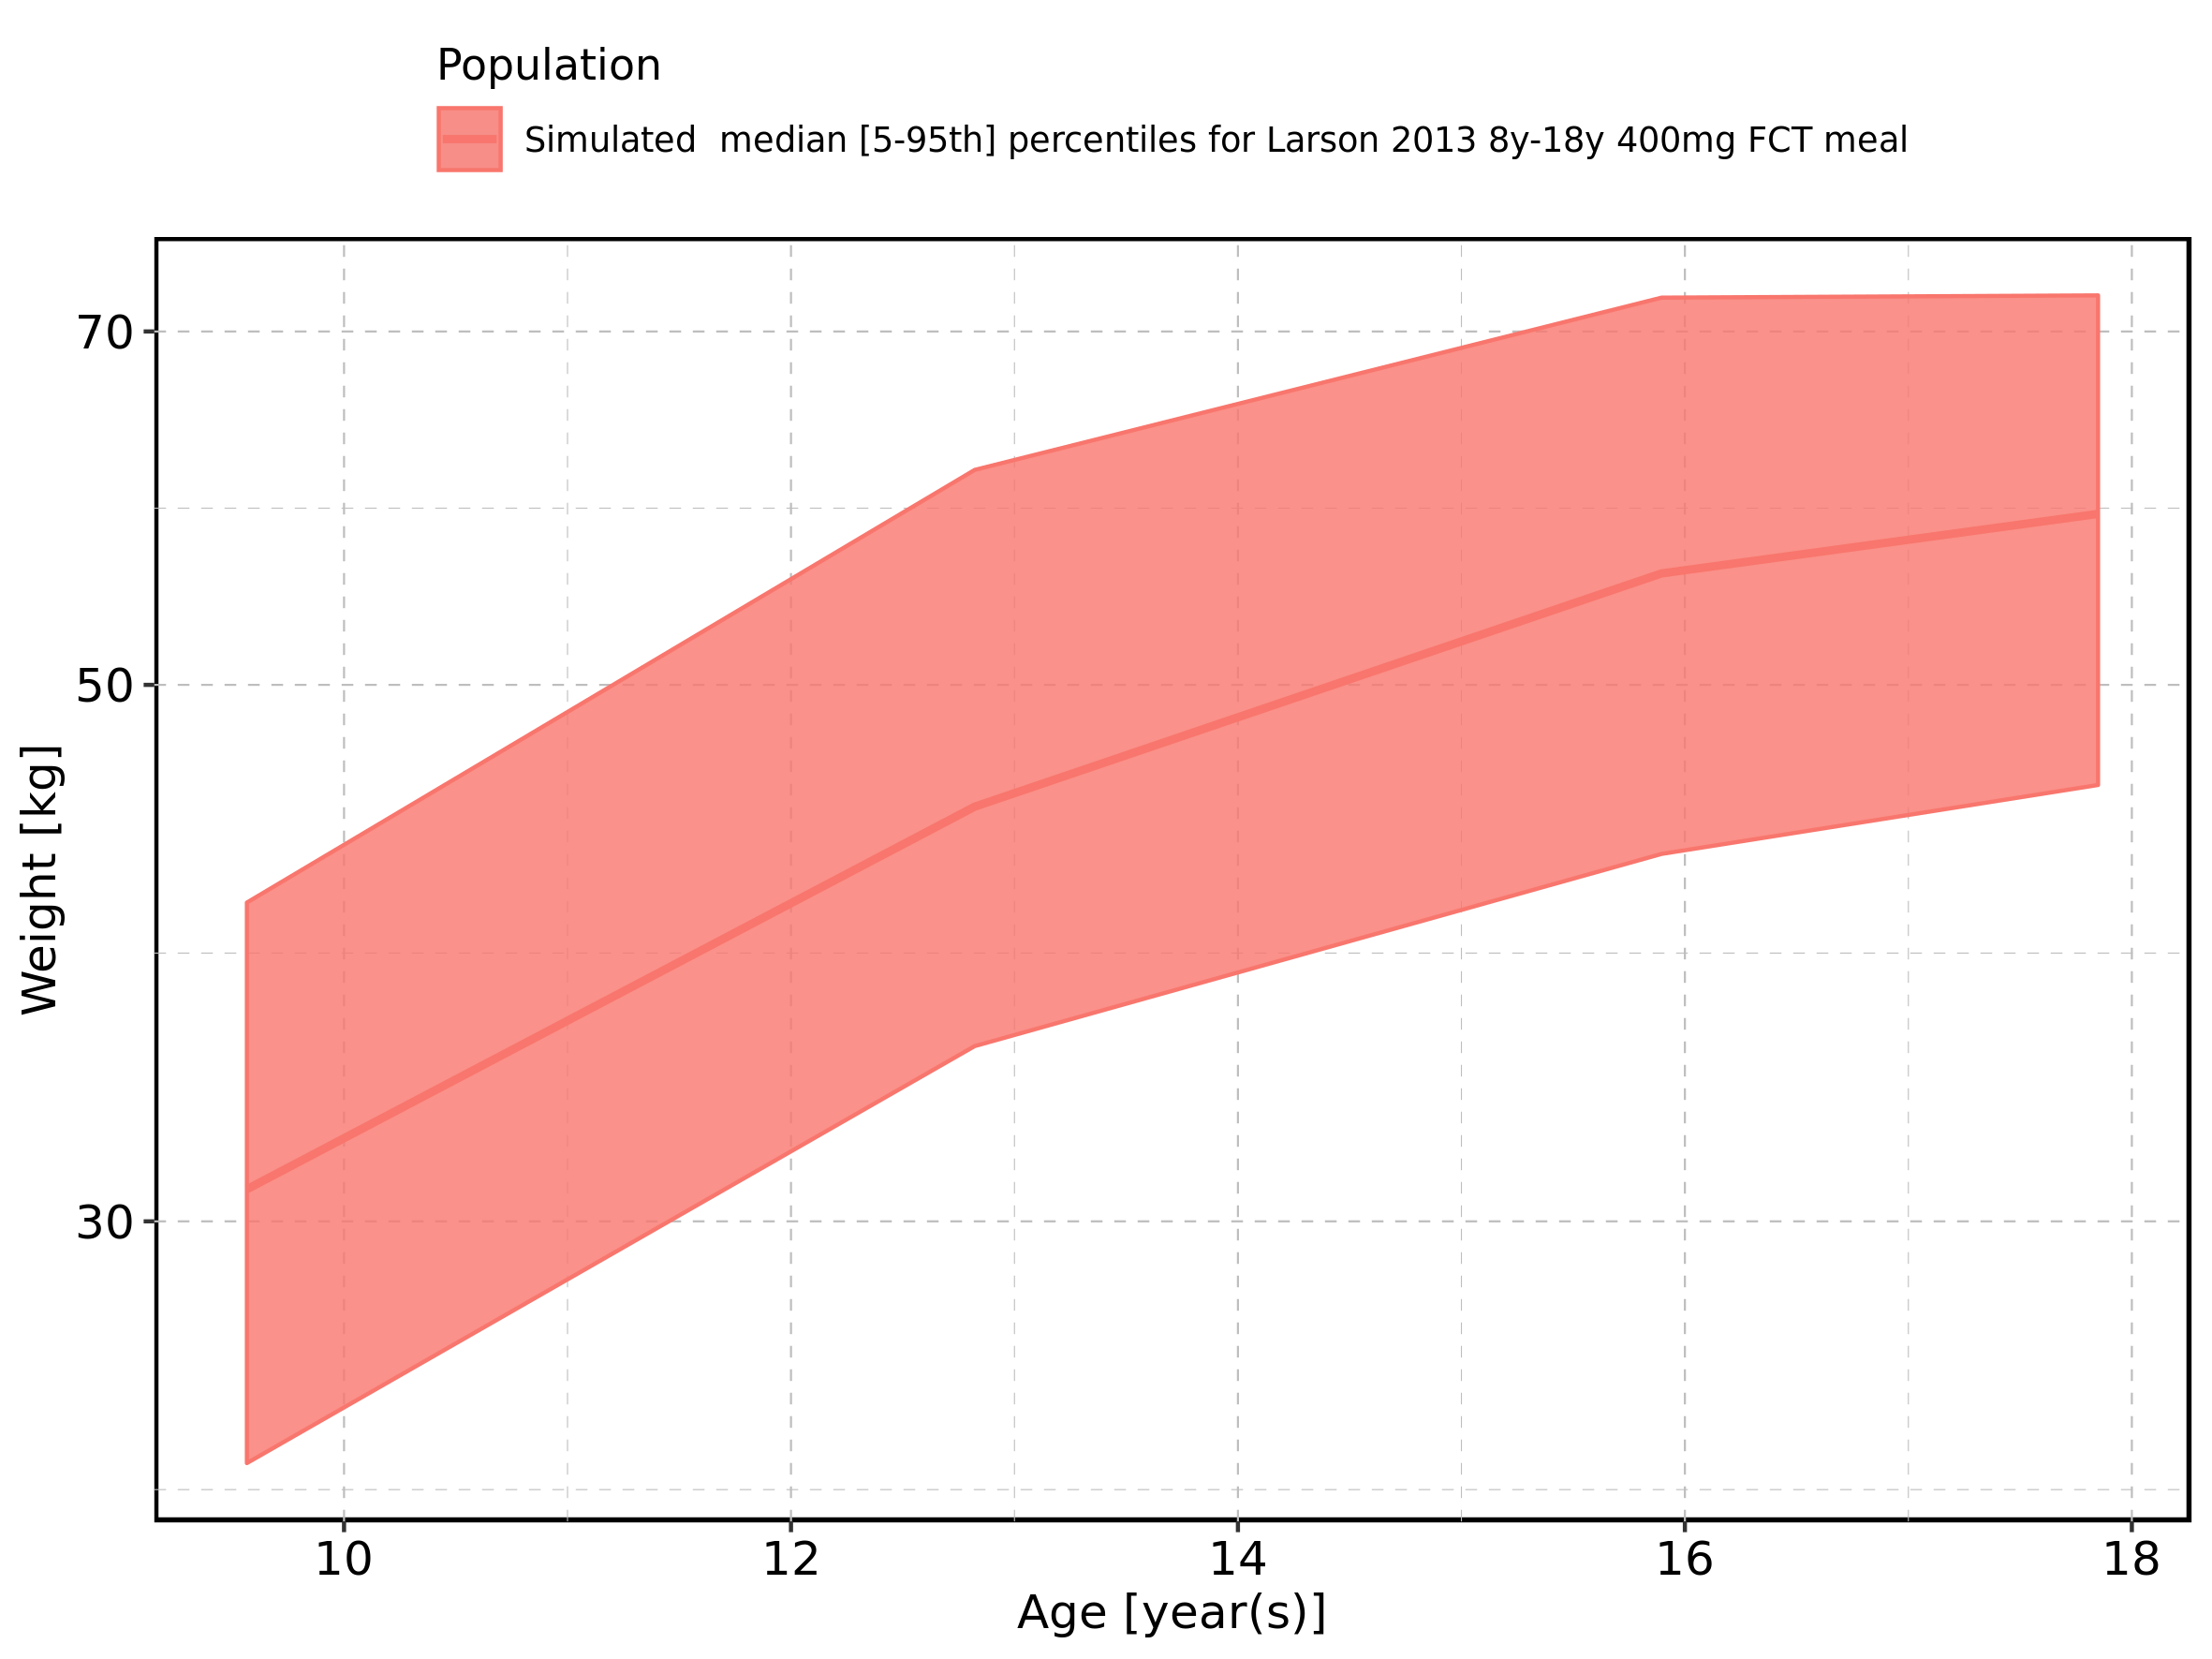 Population
Simulated  median [5-95th] percentiles for Larson 2013 8y-18y 400mg FCT meal
70
50
30
Weight [kg]
10 12 14 16 18
Age [year(s)]